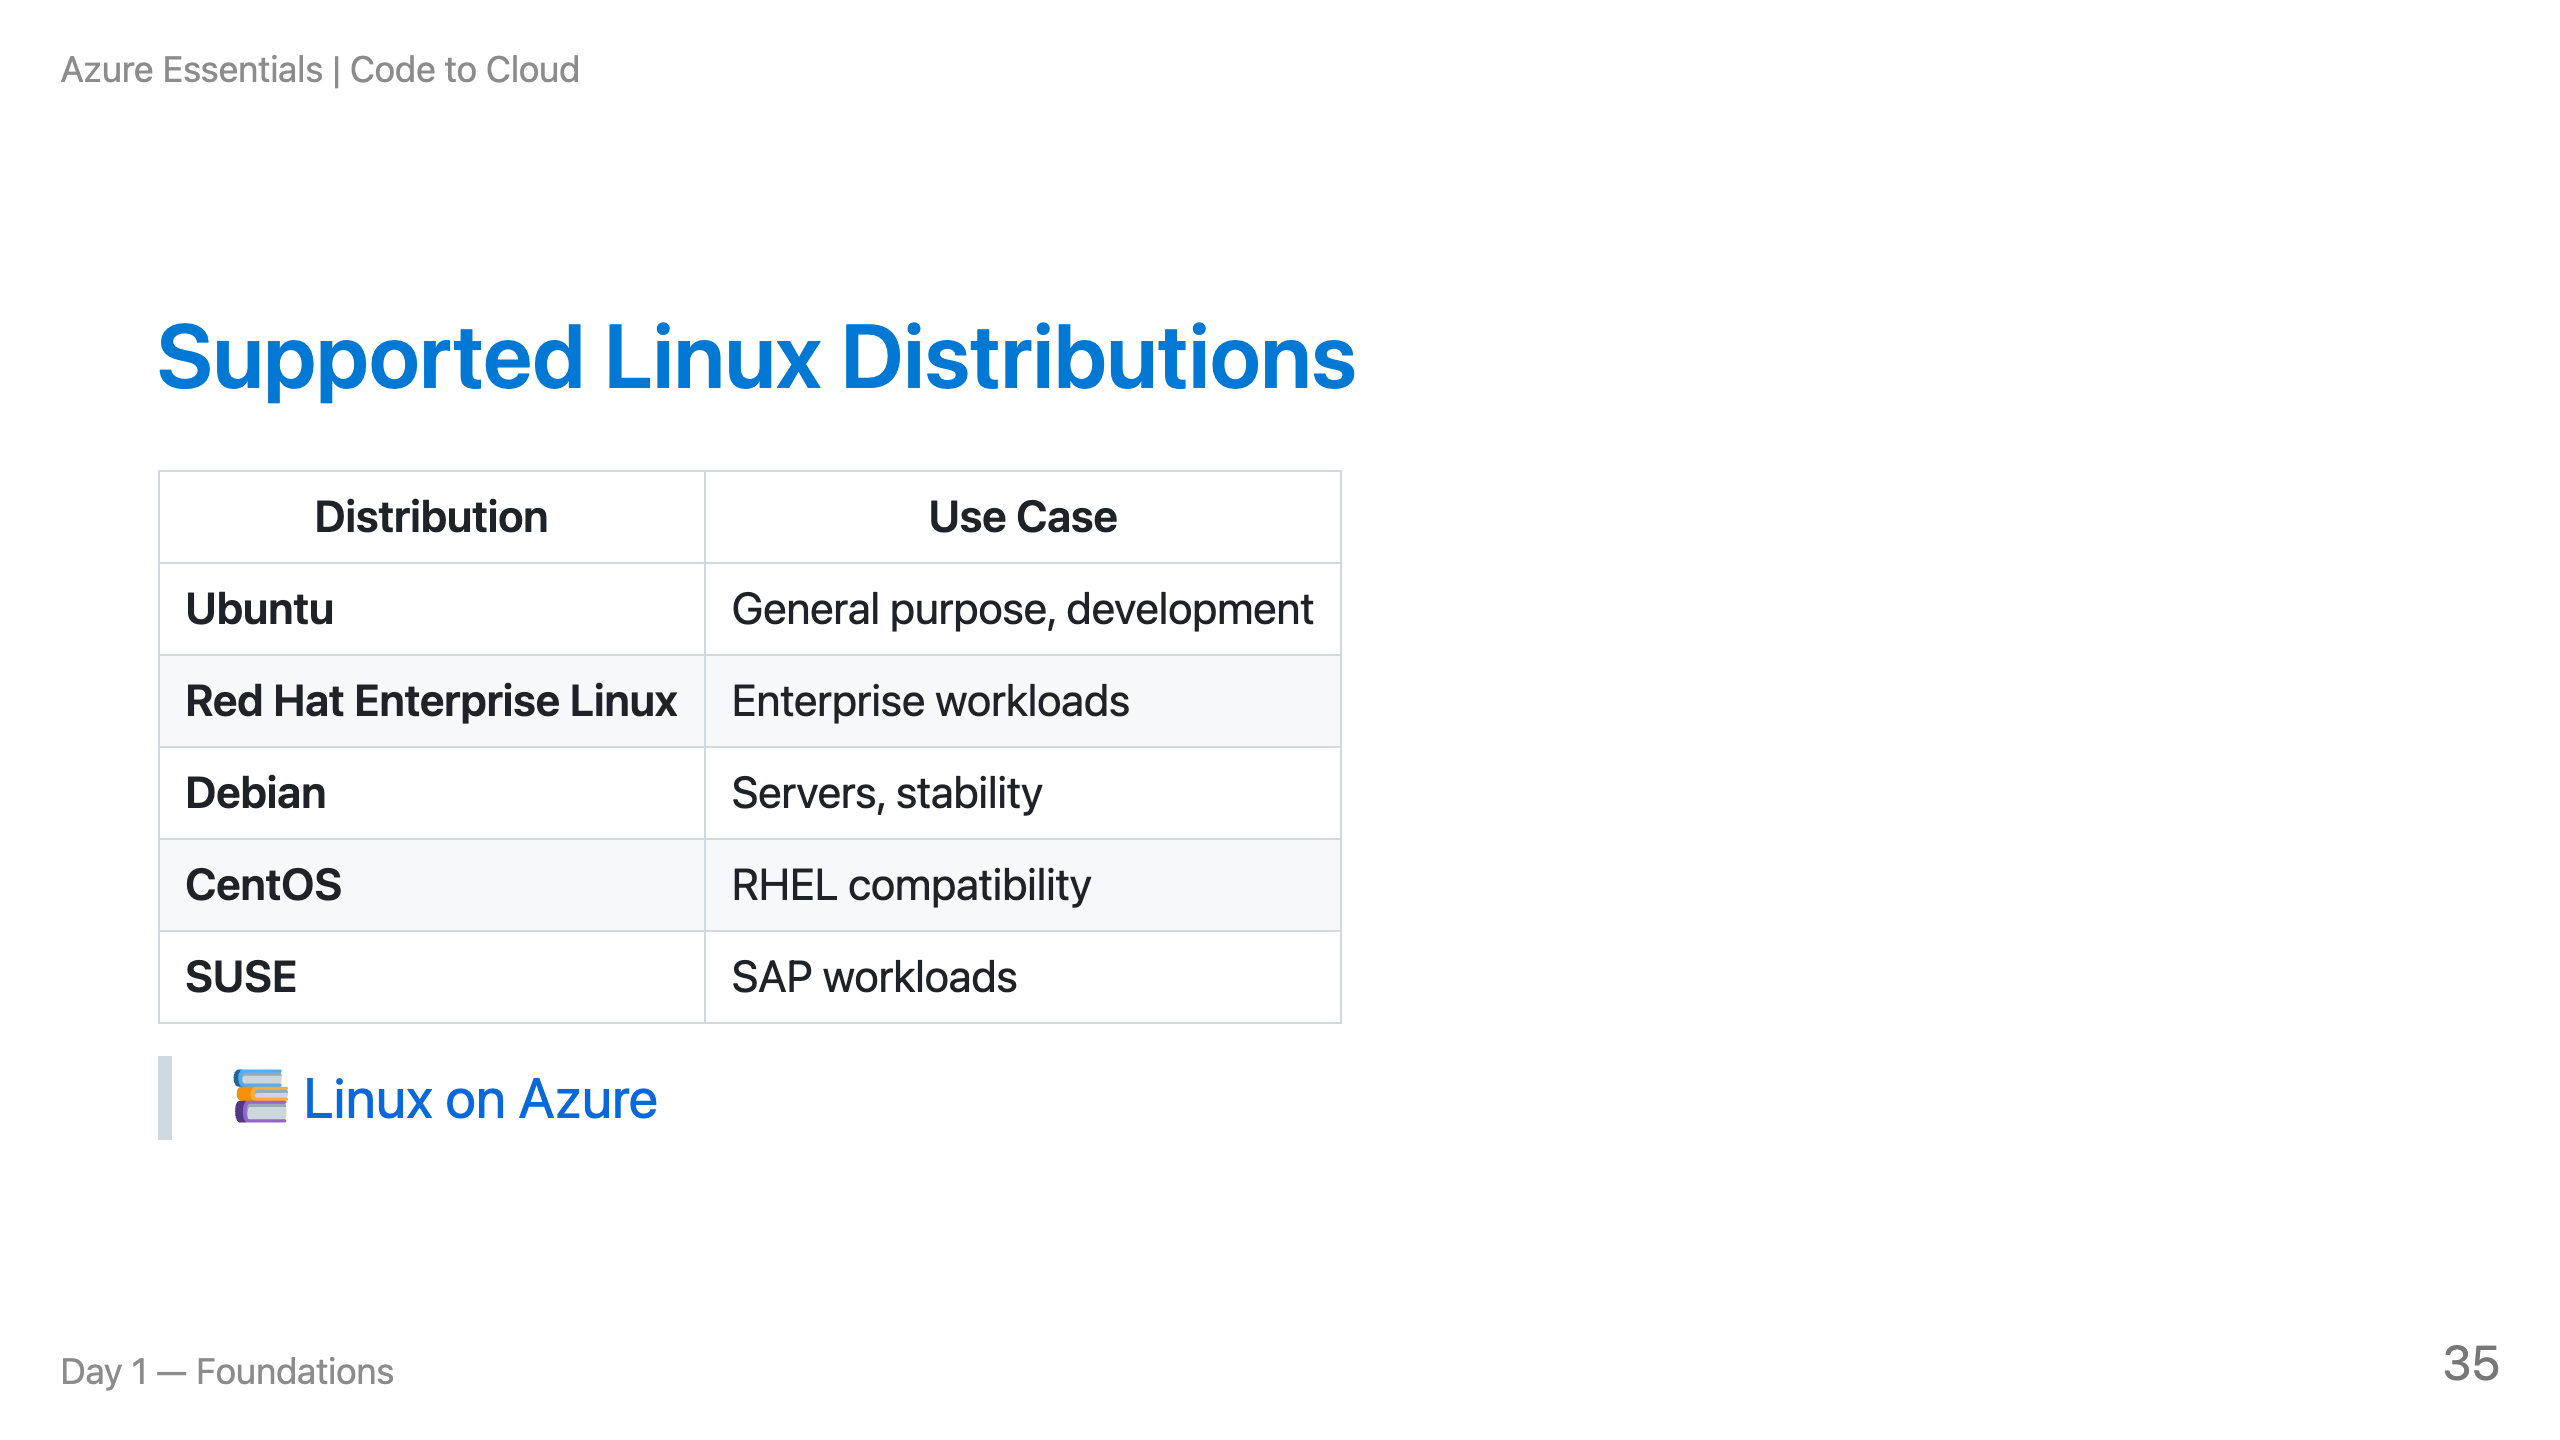 Azure Essentials | Code to Cloud
Supported Linux Distributions
Distribution Use Case
Ubuntu General purpose, development
Red Hat Enterprise Linux Enterprise workloads
Debian Servers, stability
CentOS RHEL compatibility
SUSE SAP workloads
📚 Linux on Azure
Day 1 — Foundations
35